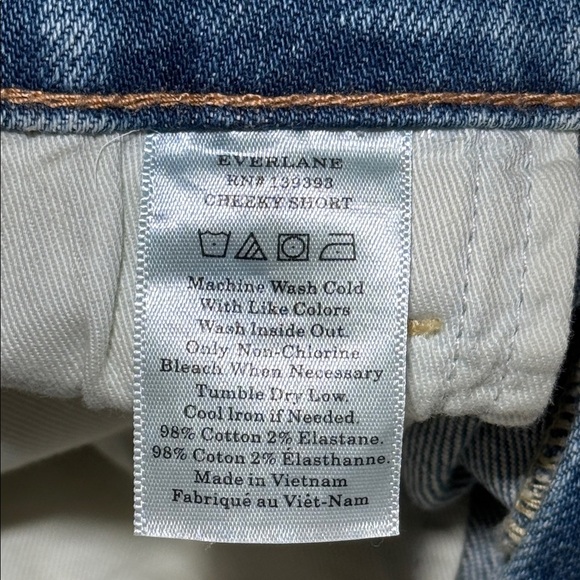 EVERLANE
RN# 139393
CHEEKY SHORT
Machine Wash Cold
With Like Colors
Wash Inside Out.
Only Non-Chlorine
Bleach When Necessary
Tumble Dry Low.
Cool Iron if Needed.
98% Cotton 2% Elastane.
98% Cotton 2% Élasthanne.
Made in Vietnam
Fabriqué au Viêt-Nam